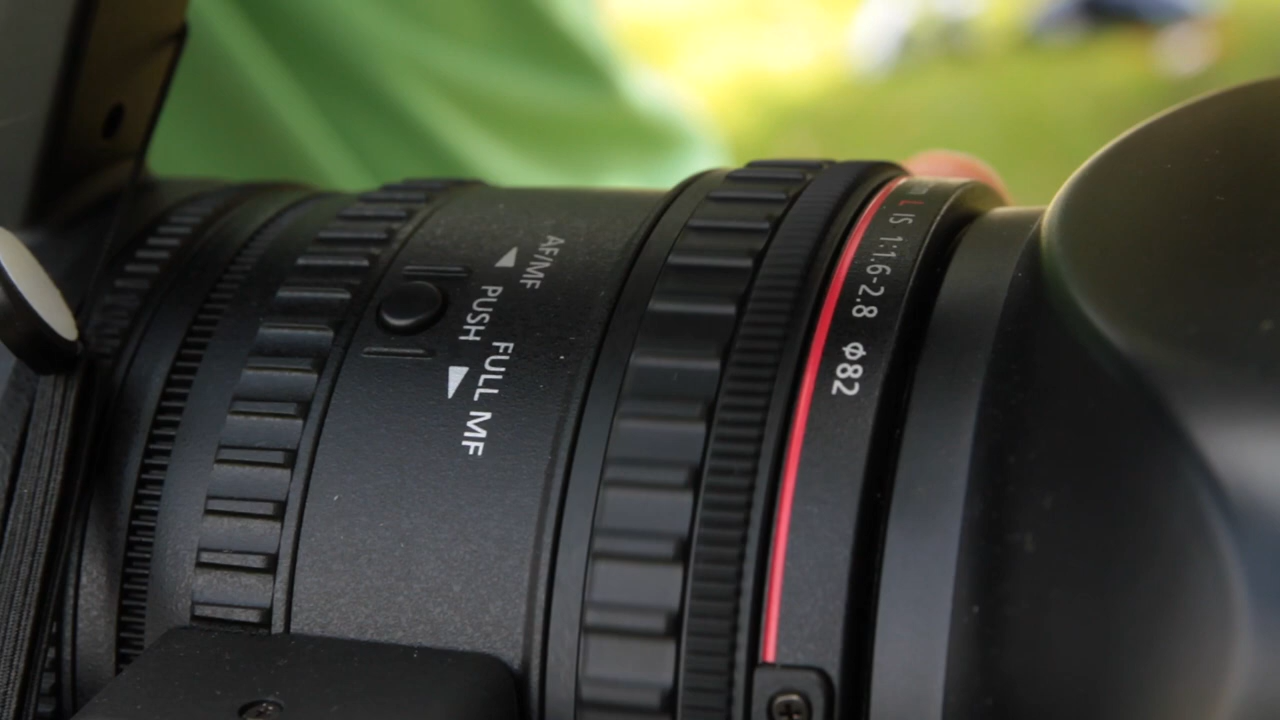 AF/MF
◀ PUSH ▶
FULL MF
L IS 1:1.6-2.8 Φ82